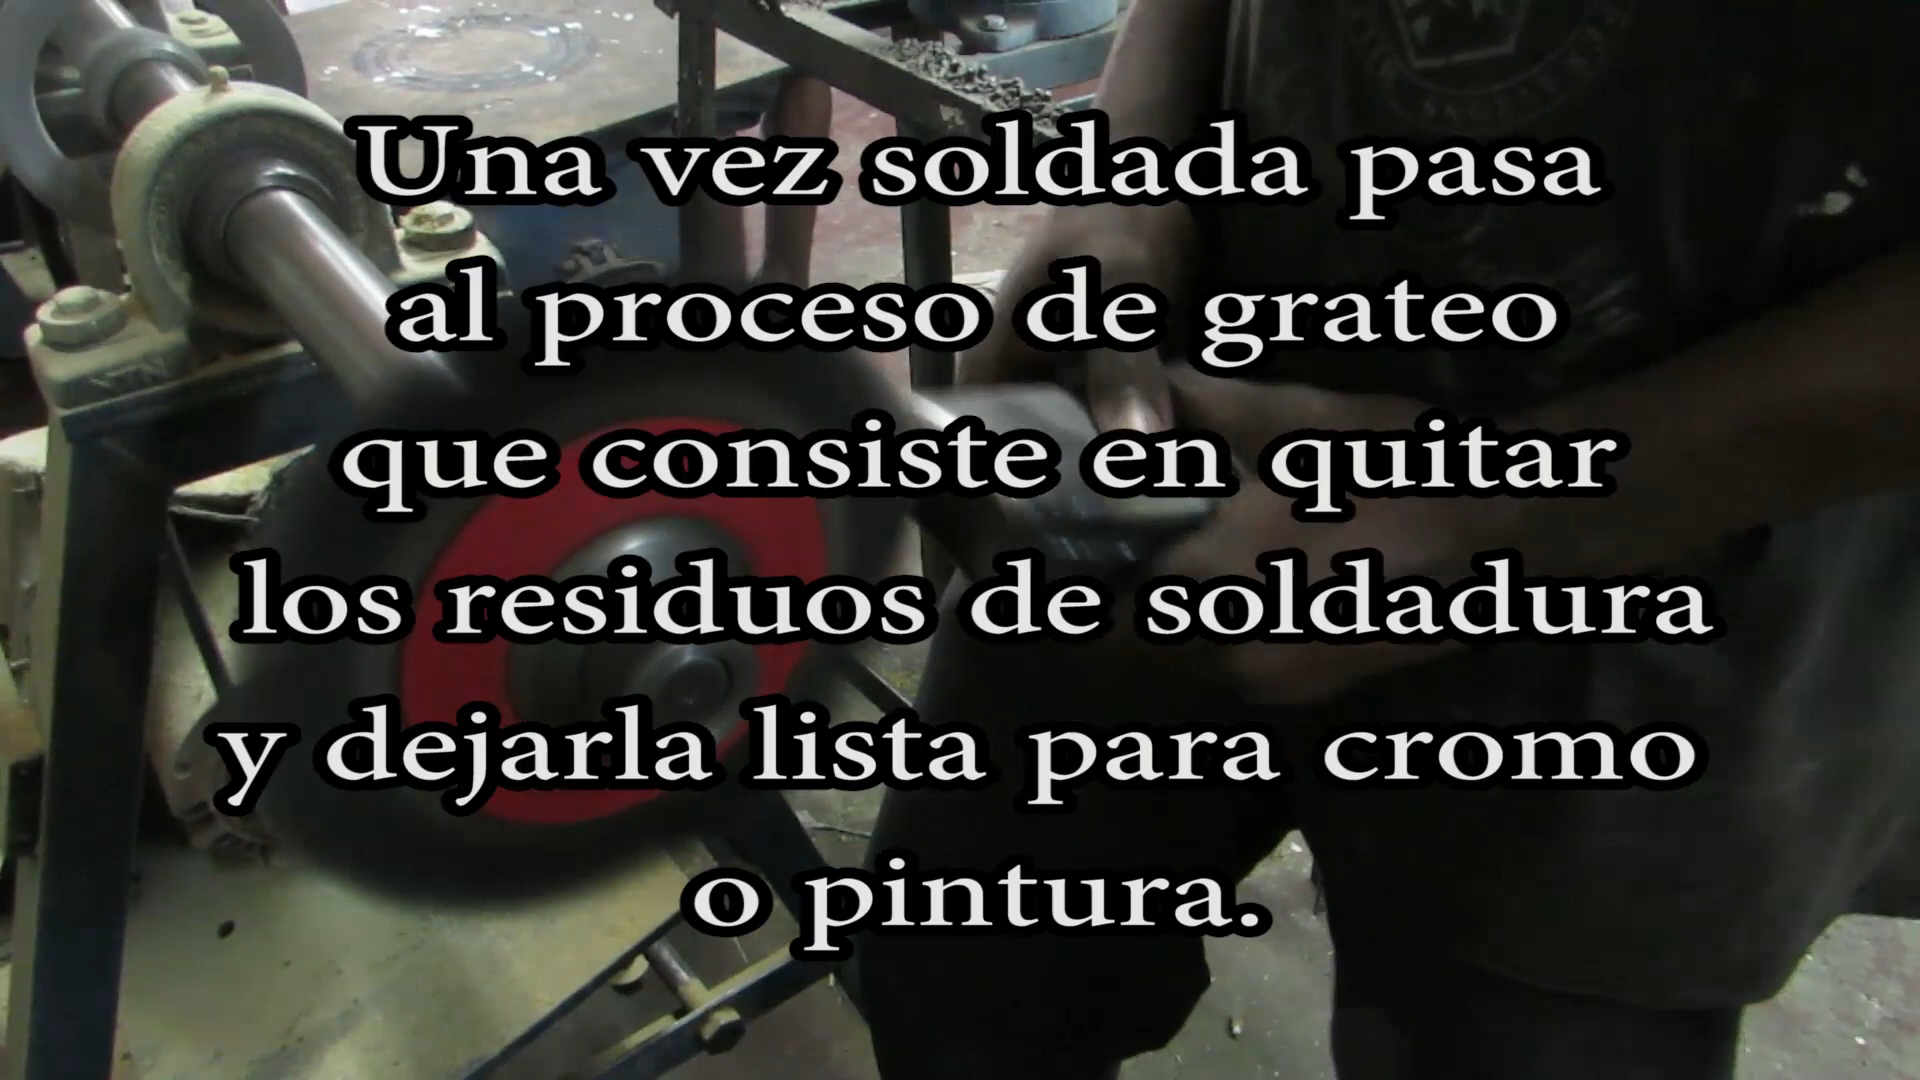 Una vez soldada pasa
al proceso de grateo
que consiste en quitar
los residuos de soldadura
y dejarla lista para cromo
o pintura.